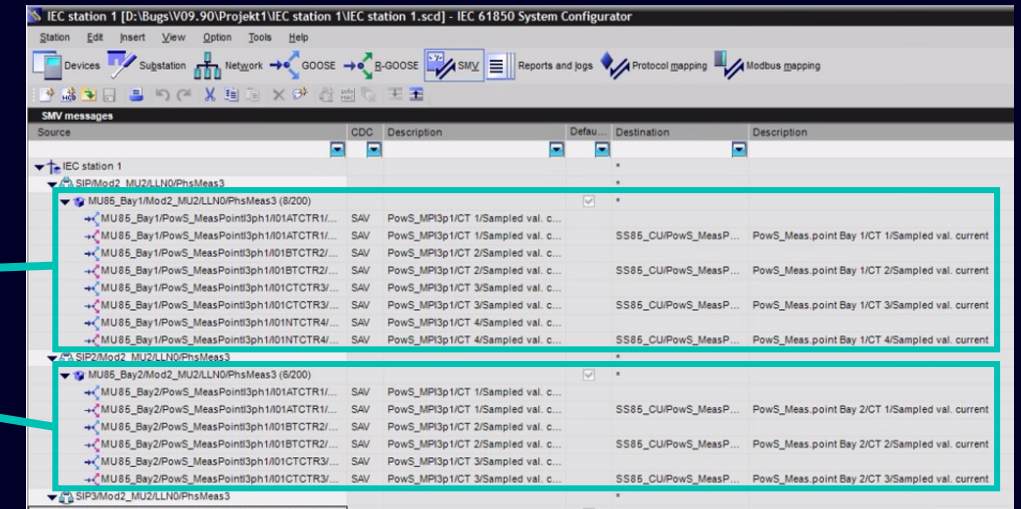 IEC station 1 [D:\Bugs\V09.90\Projekt1\IEC station 1\IEC station 1.scd] - IEC 61850 System Configurator
Station Edit Insert View Option Tools Help
Devices Substation Network GOOSE R-GOOSE SMV Reports and logs Protocol mapping Modbus mapping
SMV messages
Source CDC Description Defau... Destination Description
IEC station 1 *
SIP/Mod2_MU2/LLN0/PhsMeas3 *
MU85_Bay1/Mod2_MU2/LLN0/PhsMeas3 (8/200) *
MU85_Bay1/PowS_MeasPointI3ph1/I01ATCTR1/... SAV PowS_MPI3p1/CT 1/Sampled val. c...
MU85_Bay1/PowS_MeasPointI3ph1/I01ATCTR1/... SAV PowS_MPI3p1/CT 1/Sampled val. c... SS85_CU/PowS_MeasP... PowS_Meas.point Bay 1/CT 1/Sampled val. current
MU85_Bay1/PowS_MeasPointI3ph1/I01BTCTR2/... SAV PowS_MPI3p1/CT 2/Sampled val. c...
MU85_Bay1/PowS_MeasPointI3ph1/I01BTCTR2/... SAV PowS_MPI3p1/CT 2/Sampled val. c... SS85_CU/PowS_MeasP... PowS_Meas.point Bay 1/CT 2/Sampled val. current
MU85_Bay1/PowS_MeasPointI3ph1/I01CTCTR3/... SAV PowS_MPI3p1/CT 3/Sampled val. c...
MU85_Bay1/PowS_MeasPointI3ph1/I01CTCTR3/... SAV PowS_MPI3p1/CT 3/Sampled val. c... SS85_CU/PowS_MeasP... PowS_Meas.point Bay 1/CT 3/Sampled val. current
MU85_Bay1/PowS_MeasPointI3ph1/I01NTCTR4/... SAV PowS_MPI3p1/CT 4/Sampled val. c...
MU85_Bay1/PowS_MeasPointI3ph1/I01NTCTR4/... SAV PowS_MPI3p1/CT 4/Sampled val. c... SS85_CU/PowS_MeasP... PowS_Meas.point Bay 1/CT 4/Sampled val. current
SIP2/Mod2_MU2/LLN0/PhsMeas3 *
MU85_Bay2/Mod2_MU2/LLN0/PhsMeas3 (6/200) *
MU85_Bay2/PowS_MeasPointI3ph1/I01ATCTR1/... SAV PowS_MPI3p1/CT 1/Sampled val. c...
MU85_Bay2/PowS_MeasPointI3ph1/I01ATCTR1/... SAV PowS_MPI3p1/CT 1/Sampled val. c... SS85_CU/PowS_MeasP... PowS_Meas.point Bay 2/CT 1/Sampled val. current
MU85_Bay2/PowS_MeasPointI3ph1/I01BTCTR2/... SAV PowS_MPI3p1/CT 2/Sampled val. c...
MU85_Bay2/PowS_MeasPointI3ph1/I01BTCTR2/... SAV PowS_MPI3p1/CT 2/Sampled val. c... SS85_CU/PowS_MeasP... PowS_Meas.point Bay 2/CT 2/Sampled val. current
MU85_Bay2/PowS_MeasPointI3ph1/I01CTCTR3/... SAV PowS_MPI3p1/CT 3/Sampled val. c...
MU85_Bay2/PowS_MeasPointI3ph1/I01CTCTR3/... SAV PowS_MPI3p1/CT 3/Sampled val. c... SS85_CU/PowS_MeasP... PowS_Meas.point Bay 2/CT 3/Sampled val. current
SIP3/Mod2_MU2/LLN0/PhsMeas3 *